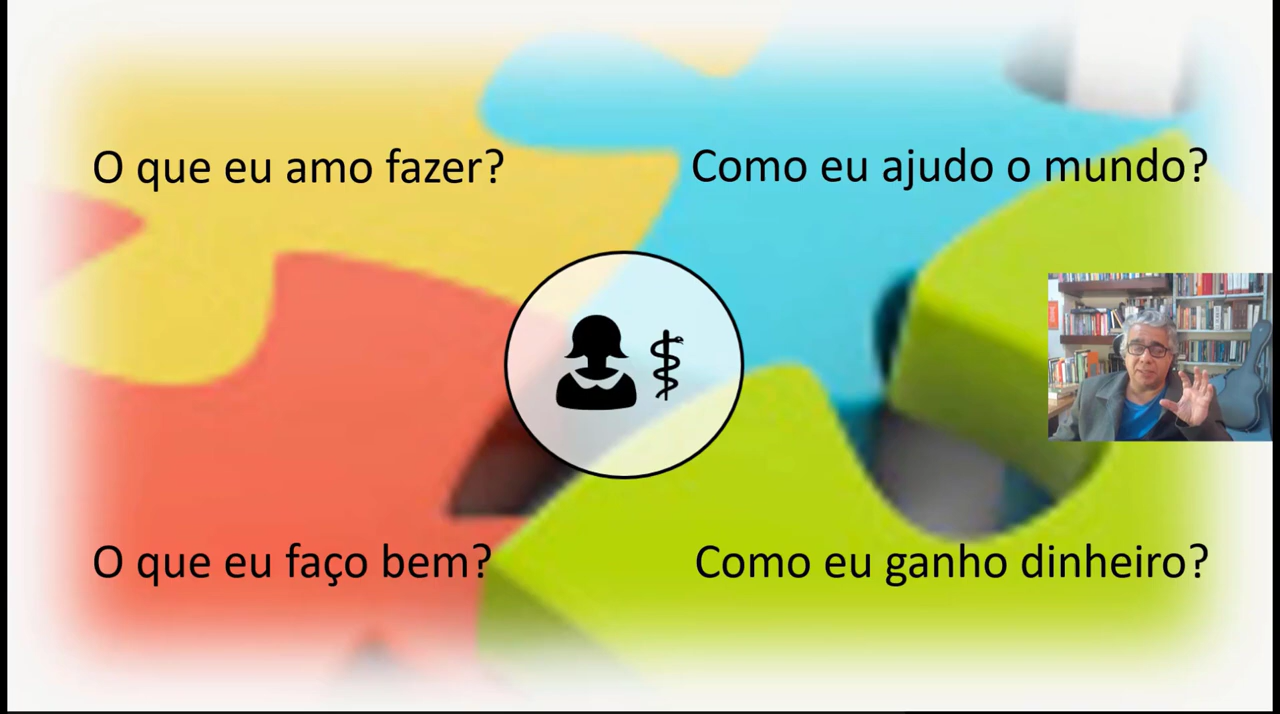 O que eu amo fazer?
Como eu ajudo o mundo?
O que eu faço bem?
Como eu ganho dinheiro?